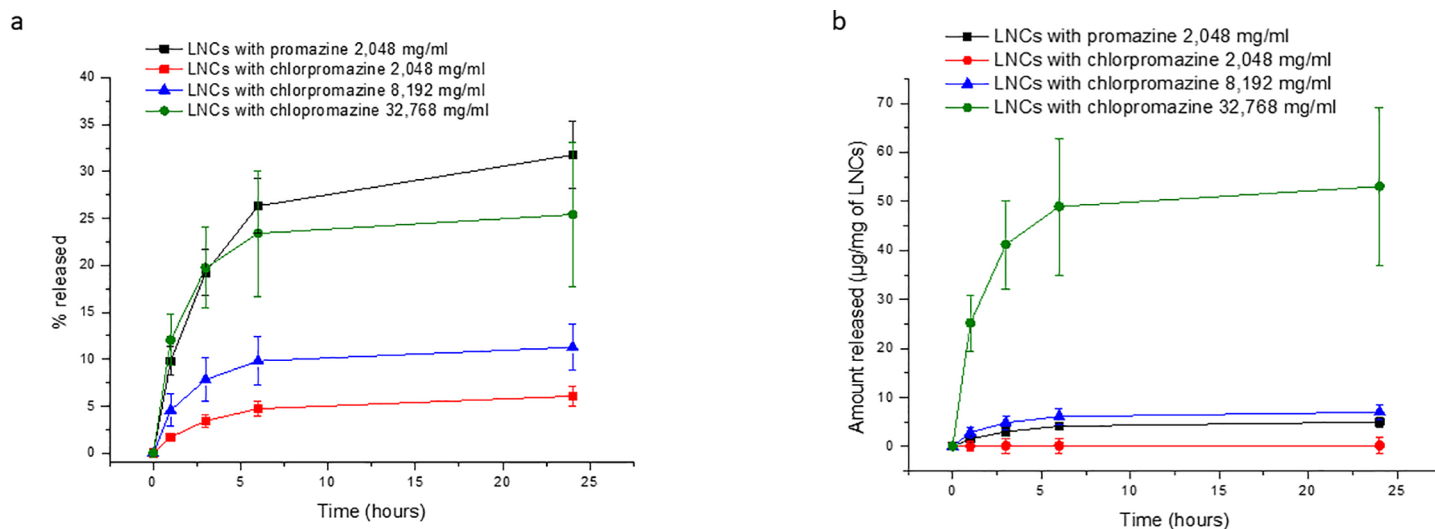 a
LNCs with promazine 2,048 mg/ml
LNCs with chlorpromazine 2,048 mg/ml
LNCs with chlopromazine 8,192 mg/ml
LNCs with chlopromazine 32,768 mg/ml
40
35
30
25
20
15
10
5
0
% released
0
5
10
15
20
25
Time (hours)
b
LNCs with promazine 2,048 mg/ml
LNCs with chlorpromazine 2,048 mg/ml
LNCs with chlopromazine 8,192 mg/ml
LNCs with chlopromazine 32,768 mg/ml
70
60
50
40
30
20
10
0
Amount released (µg/mg of LNCs)
0
5
10
15
20
25
Time (hours)